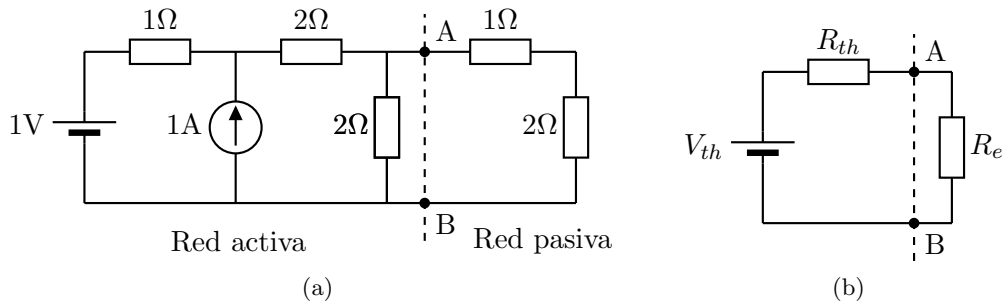 1Ω 2Ω A 1Ω
1V 1A 2Ω 2Ω
B
Red activa Red pasiva
(a)
R_th A
V_th R_e
B
(b)